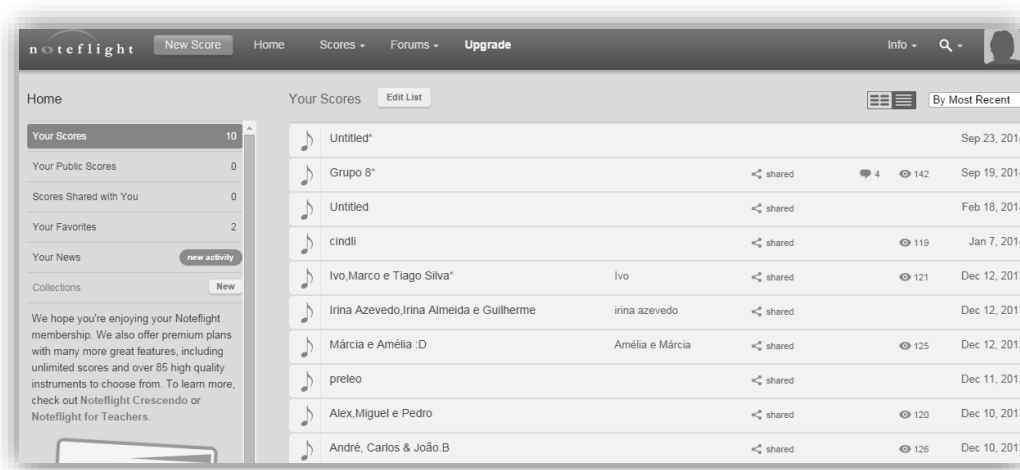 noteflight New Score Home Scores Forums Upgrade Info
Home
Your Scores 10
Your Public Scores 0
Scores Shared with You 0
Your Favorites 2
Your News new activity
Collections New
We hope you're enjoying your Noteflight
membership. We also offer premium plans
with many more great features, including
unlimited scores and over 85 high quality
instruments to choose from. To learn more,
check out Noteflight Crescendo or
Noteflight for Teachers.
Your Scores Edit List By Most Recent
Untitled* Sep 23, 201
Grupo 8* shared 4 142 Sep 19, 201
Untitled shared Feb 18, 201
cindli shared 119 Jan 7, 201
Ivo,Marco e Tiago Silva* Ivo shared 121 Dec 12, 201
Irina Azevedo,Irina Almeida e Guilherme irina azevedo shared Dec 12, 201
Márcia e Amélia :D Amélia e Márcia shared 125 Dec 12, 201
preleo shared Dec 11, 201
Alex,Miguel e Pedro shared 120 Dec 10, 201
André, Carlos & João.B shared 126 Dec 10, 201